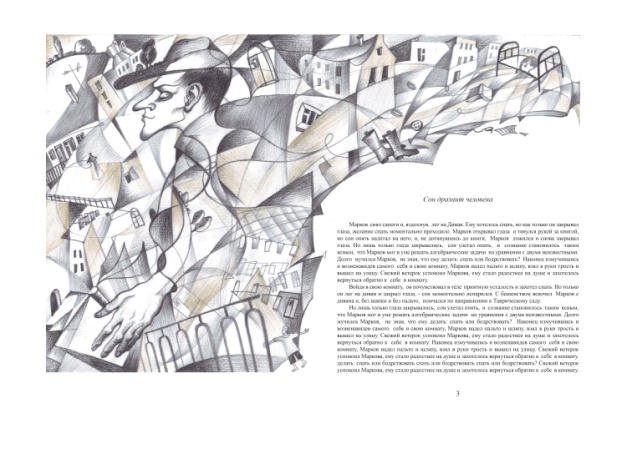 Сон дразнит человека
Марков снял сапоги и, вздохнув, лег на Диван. Ему хотелось спать, но как только он закрывал
глаза, желание спать моментально проходило. Марков открывал глаза и тянулся рукой за книгой,
но сон опять налетал на него, и, не дотянувшись до книги, Марков ложился и снова закрывал
глаза. Но лишь только глаза закрывались, сон улетал опять, и сознание становилось таким
ясным, что Марков мог в уме решать алгебраические задачи на уравнения с двумя неизвестными.
Долго мучился Марков, не зная, что ему делать: спать или бодрствовать? Наконец измучившись
и возненавидев самого себя и свою комнату, Марков надел пальто и шляпу, взял в руки трость и
вышел на улицу. Свежий ветерок успокоил Маркова, ему стало радостнее на душе и захотелось
вернуться обратно к себе в комнату.
Войдя в свою комнату, он почувствовал в теле приятную усталость и захотел спать. Но только
он лег на диван и закрыл глаза, - сон моментально испарился. С бешенством вскочил Марков с
дивана и, без шапки и без пальто, помчался по направлению к Таврическому саду.
Но лишь только глаза закрывались, сон улетал опять, и сознание становилось таким ясным,
что Марков мог в уме решать алгебраические задачи на уравнения с двумя неизвестными. Долго
мучился Марков, не зная, что ему делать: спать или бодрствовать? Наконец измучившись и
возненавидев самого себя и свою комнату, Марков надел пальто и шляпу, взял в руки трость и
вышел на улицу. Свежий ветерок успокоил Маркова, ему стало радостнее на душе и захотелось
вернуться обратно к себе в комнату. Наконец измучившись и возненавидев самого себя и свою
комнату, Марков надел пальто и шляпу, взял в руки трость и вышел на улицу. Свежий ветерок
успокоил Маркова, ему стало радостнее на душе и захотелось вернуться обратно к себе в комнату.
делать спать или бодрствовать спать или бодрствовать спать или бодрствовать? Свежий ветерок
успокоил Маркова, ему стало радостнее на душе и захотелось вернуться обратно к себе в комнату.
3